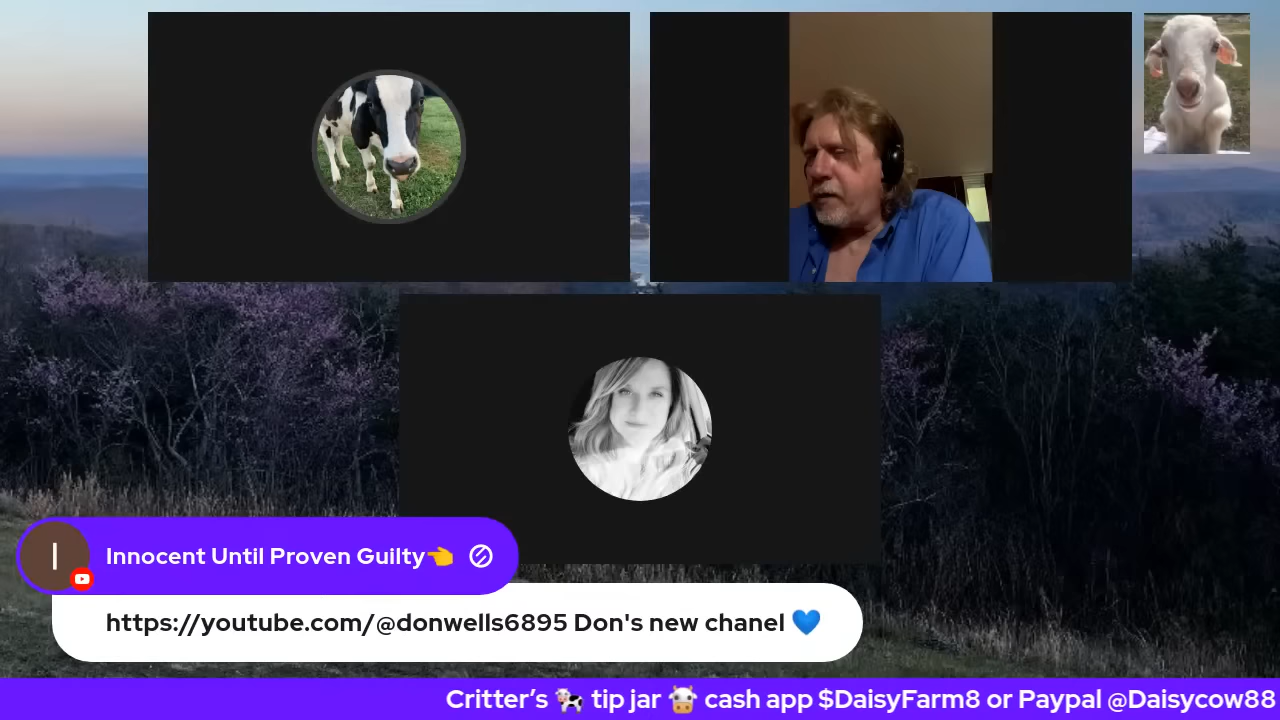 I
Innocent Until Proven Guilty👈
https://youtube.com/@donwells6895 Don's new chanel 💙
Critter’s 🐄 tip jar 🐮 cash app $DaisyFarm8 or Paypal @Daisycow88